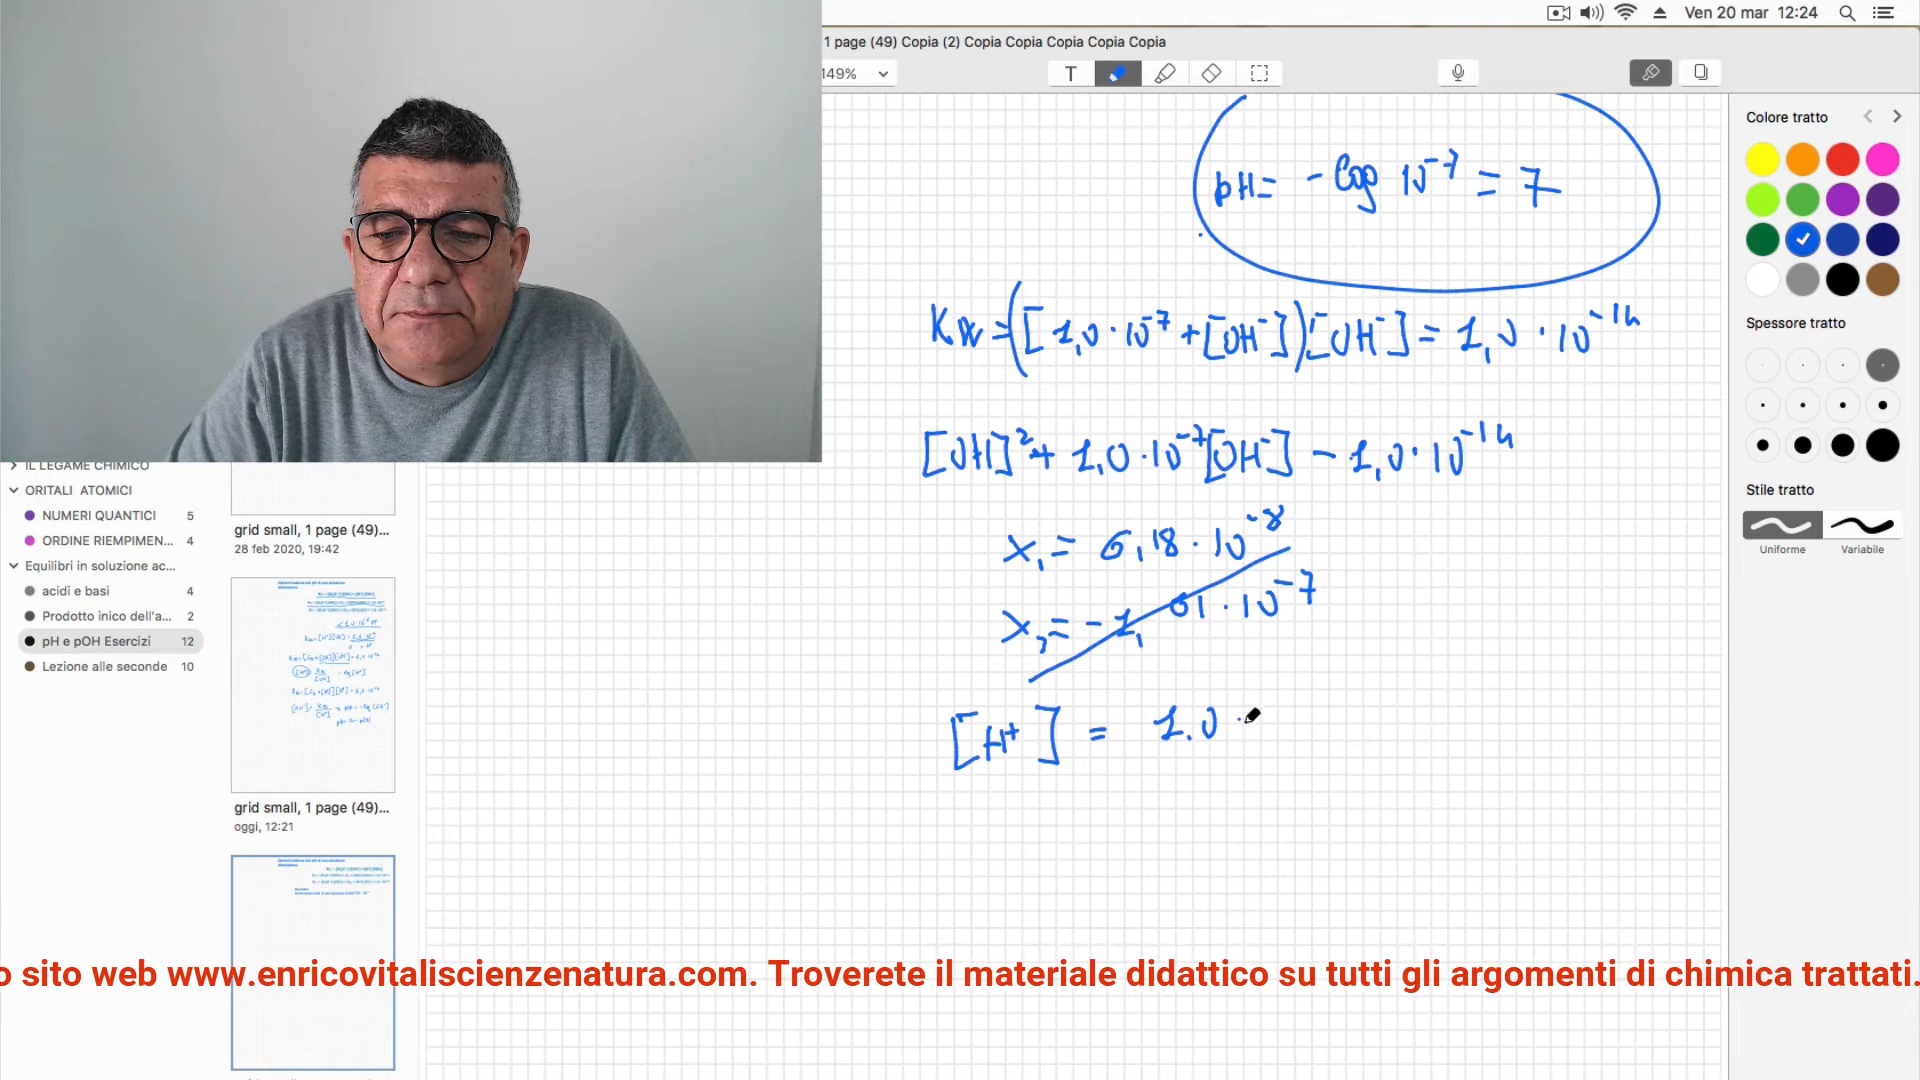 Ven 20 mar 12:24
1 page (49) Copia (2) Copia Copia Copia Copia Copia
149%
T
Colore tratto
Spessore tratto
Stile tratto
Uniforme
Variabile
IL LEGAME CHIMICO
ORITALI ATOMICI
NUMERI QUANTICI 5
ORDINE RIEMPIMEN... 4
Equilibri in soluzione ac...
acidi e basi 4
Prodotto inico dell'a... 2
pH e pOH Esercizi 12
Lezione alle seconde 10
grid small, 1 page (49)...
28 feb 2020, 19:42
grid small, 1 page (49)...
oggi, 12:21
pH= - log 10⁻⁷ = 7
Kw = ([1,0 · 10⁻⁷ + [OH⁻])[OH⁻] = 1,0 · 10⁻¹⁴
[OH]² + 1,0 · 10⁻⁷[OH⁻] - 1,0 · 10⁻¹⁴
x₁ = 6,18 · 10⁻⁸
x₂ = - 1,61 · 10⁻⁷
[H⁺] = 1,0 ·
o sito web www.enricovitaliscienzenatura.com. Troverete il materiale didattico su tutti gli argomenti di chimica trattati.